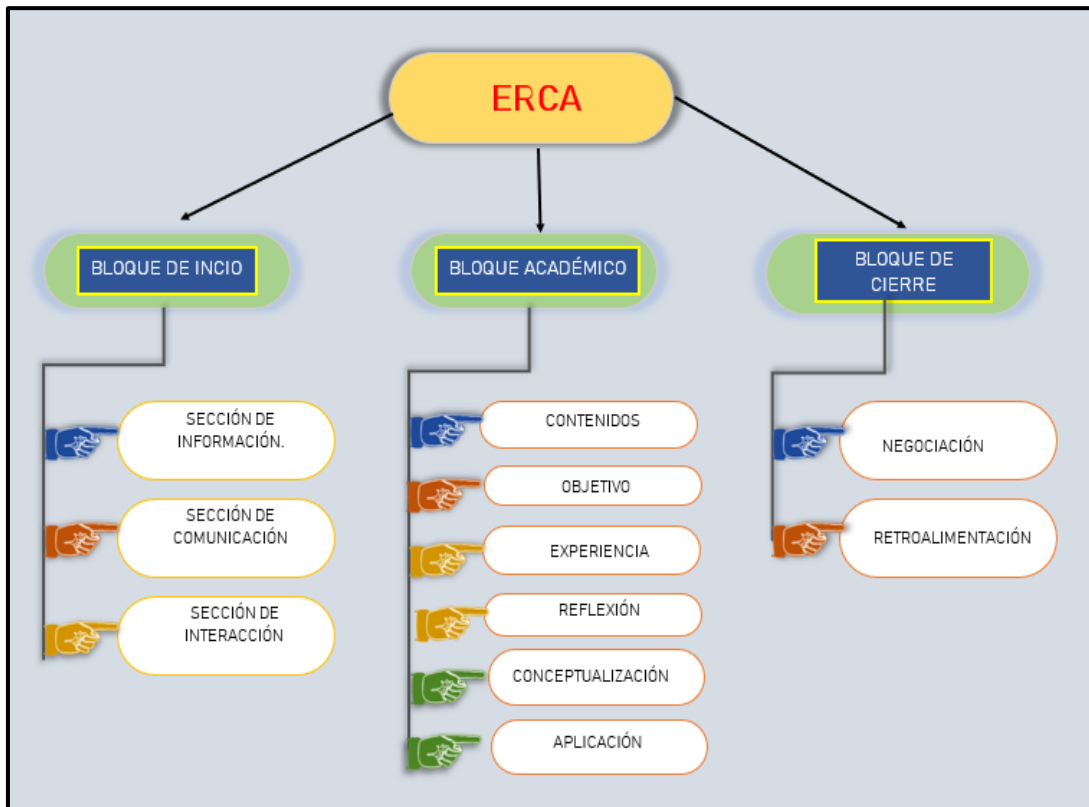 ERCA
BLOQUE DE INCIO
SECCIÓN DE
INFORMACIÓN.
SECCIÓN DE
COMUNICACIÓN
SECCIÓN DE
INTERACCIÓN
BLOQUE ACADÉMICO
CONTENIDOS
OBJETIVO
EXPERIENCIA
REFLEXIÓN
CONCEPTUALIZACIÓN
APLICACIÓN
BLOQUE DE
CIERRE
NEGOCIACIÓN
RETROALIMENTACIÓN